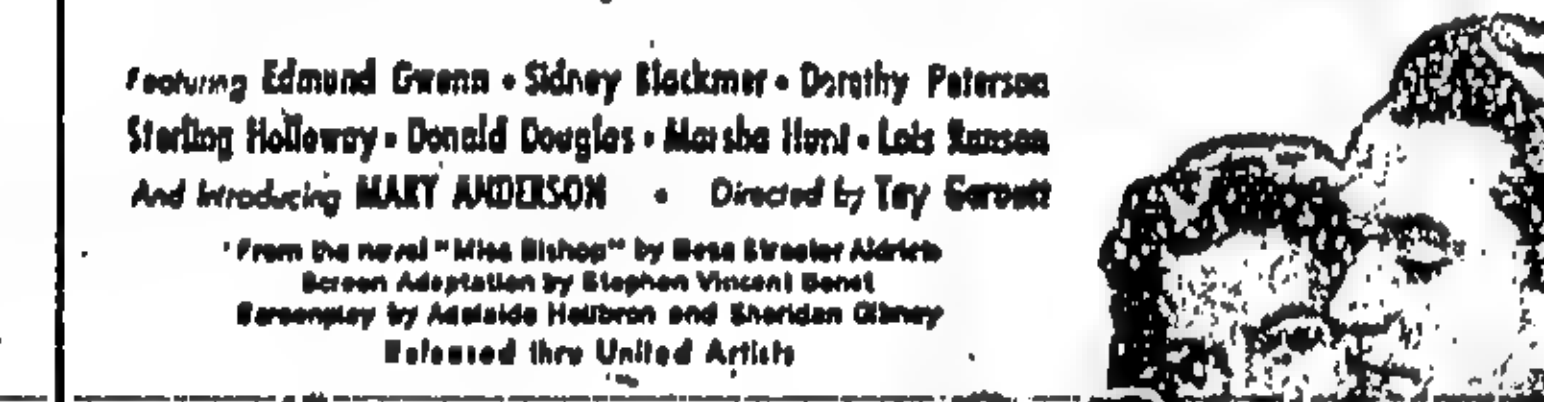 Featuring Edmund Gwenn • Sidney Blackmer • Dorothy Peterson
Sterling Holloway • Donald Douglas • Marsha Hunt • Lois Ranson
And Introducing MARY ANDERSON • Directed by Tay Garnett
From the novel "Miss Bishop" by Bess Streeter Aldrich
Screen Adaptation by Stephen Vincent Benet
Screenplay by Adelaide Heilbron and Sheridan Gibney
Released thru United Artists